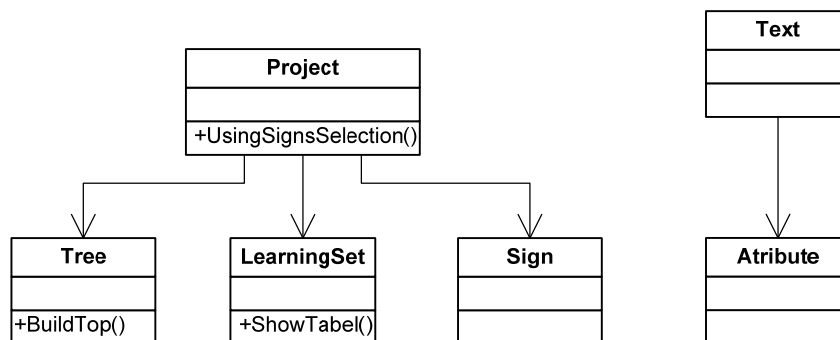 Text
Project
+UsingSignsSelection()
Tree
LearningSet
Sign
Atribute
+BuildTop()
+ShowTabel()